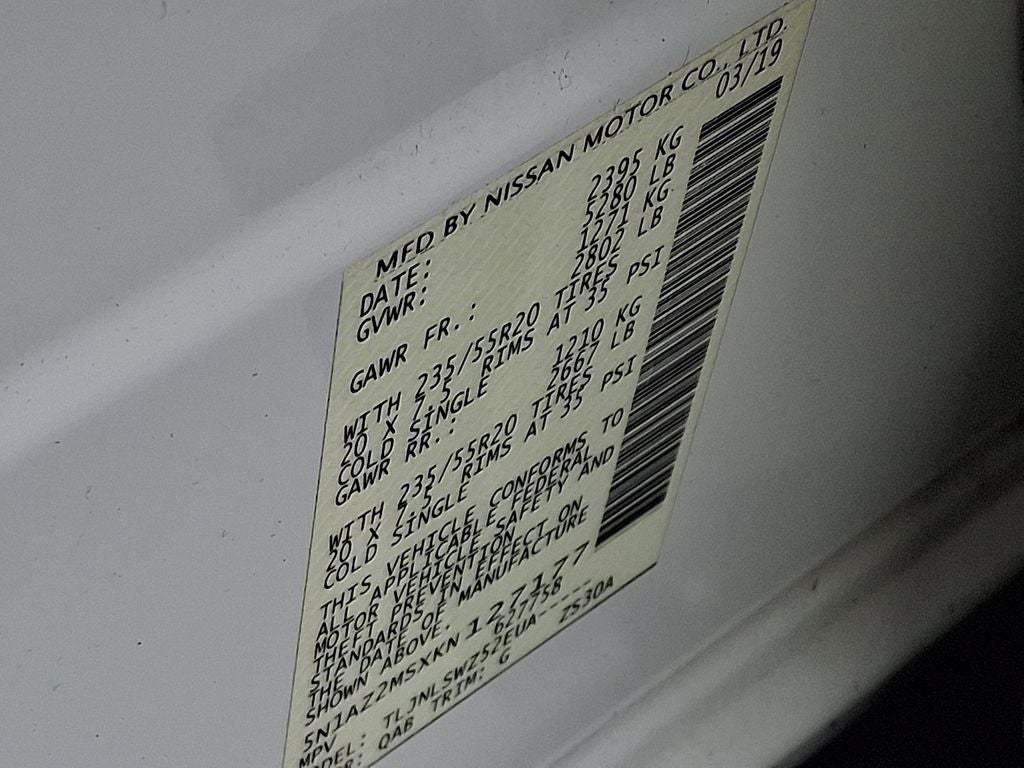 MFD BY NISSAN MOTOR CO., LTD.
DATE: 03/19
GVWR: 2395 KG
5280 LB
GAWR FR.: 1271 KG
2802 LB
WITH 235/55R20 TIRES
20 X 7.5 RIMS AT 35 PSI
COLD SINGLE
GAWR RR.: 1210 KG
2667 LB
WITH 235/55R20 TIRES
20 X 7.5 RIMS AT 35 PSI
COLD SINGLE
THIS VEHICLE CONFORMS TO
ALL APPLICABLE FEDERAL
MOTOR VEHICLE SAFETY AND
THEFT PREVENTION
STANDARDS IN EFFECT ON
THE DATE OF MANUFACTURE
SHOWN ABOVE.
5N1AZ2MSXKN127177
MPV 627758
ODEL: TLJNLSWZ52EUA-----
R: QAB TRIM: G ZS30A